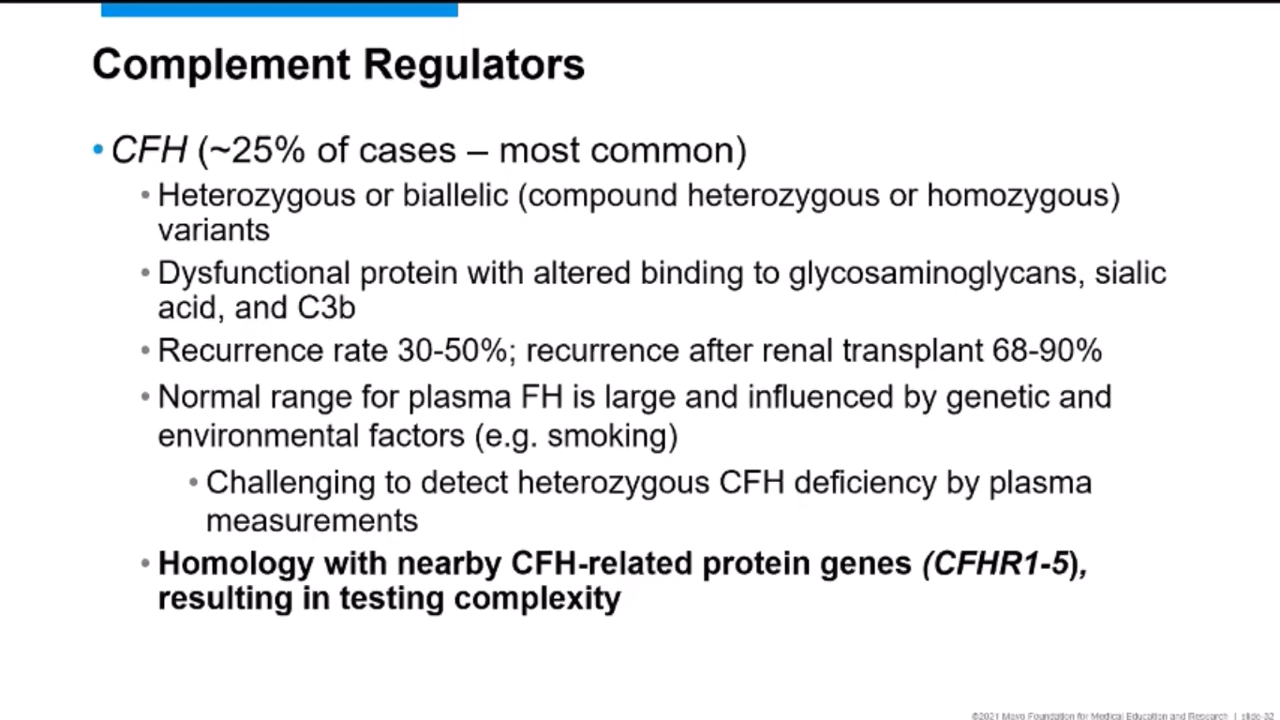 Complement Regulators
• CFH (~25% of cases – most common)
• Heterozygous or biallelic (compound heterozygous or homozygous)
variants
• Dysfunctional protein with altered binding to glycosaminoglycans, sialic
acid, and C3b
• Recurrence rate 30-50%; recurrence after renal transplant 68-90%
• Normal range for plasma FH is large and influenced by genetic and
environmental factors (e.g. smoking)
• Challenging to detect heterozygous CFH deficiency by plasma
measurements
• Homology with nearby CFH-related protein genes (CFHR1-5),
resulting in testing complexity
©2021 Mayo Foundation for Medical Education and Research | slide-32